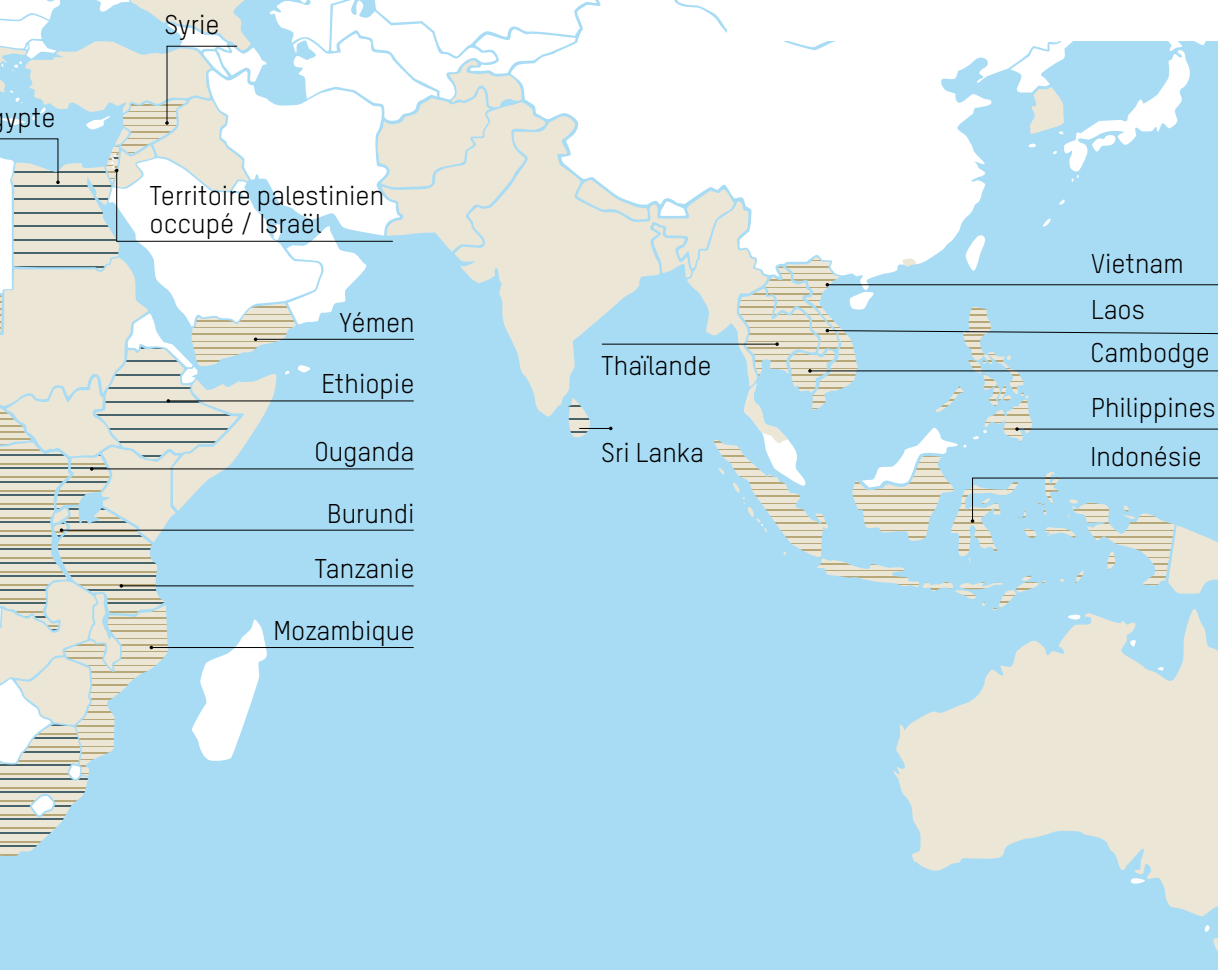 Syrie
gypte
Territoire palestinien
occupé / Israël
Yémen
Ethiopie
Ouganda
Burundi
Tanzanie
Mozambique
Thaïlande
Sri Lanka
Vietnam
Laos
Cambodge
Philippines
Indonésie